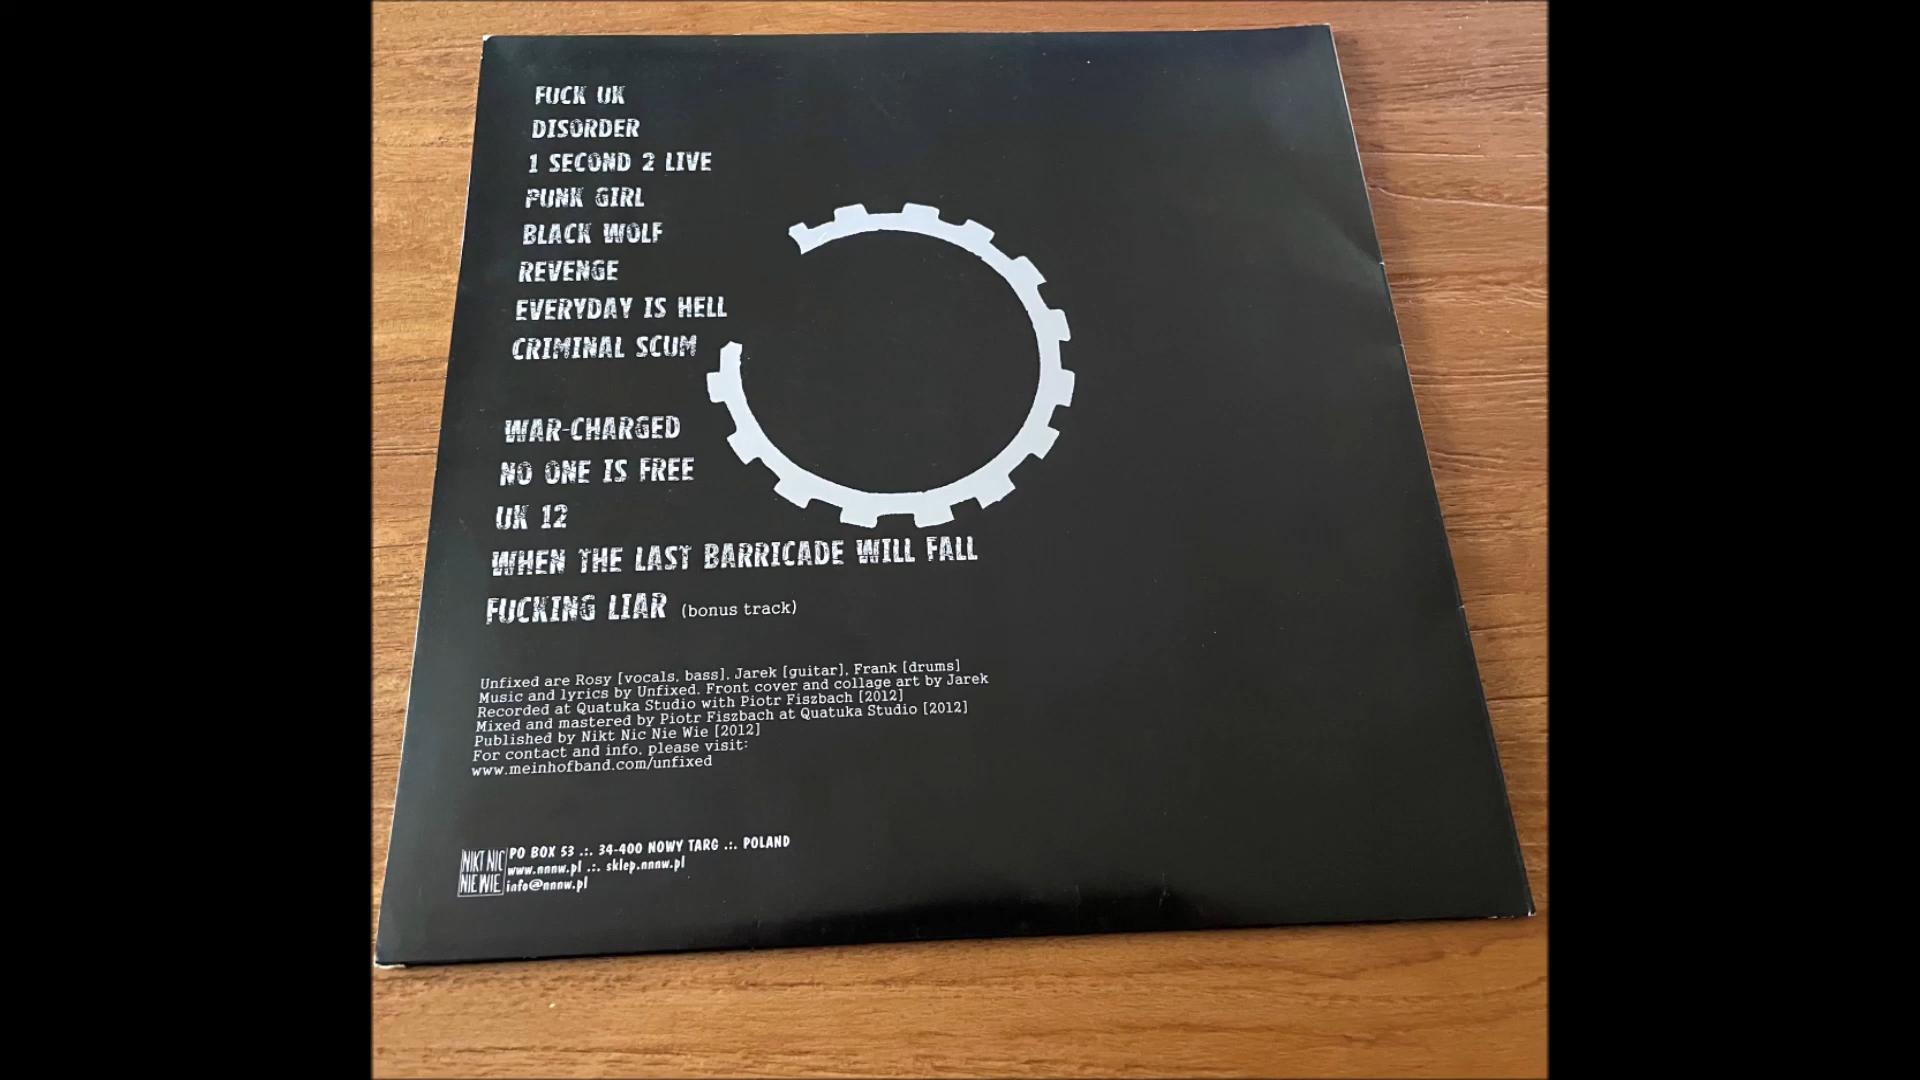 FUCK UK
DISORDER
1 SECOND 2 LIVE
PUNK GIRL
BLACK WOLF
REVENGE
EVERYDAY IS HELL
CRIMINAL SCUM
WAR-CHARGED
NO ONE IS FREE
UK 12
WHEN THE LAST BARRICADE WILL FALL
FUCKING LIAR (bonus track)
Unfixed are Rosy [vocals, bass], Jarek [guitar], Frank [drums]
Music and lyrics by Unfixed. Front cover and collage art by Jarek
Recorded at Quatuka Studio with Piotr Fiszbach [2012]
Mixed and mastered by Piotr Fiszbach at Quatuka Studio [2012]
Published by Nikt Nic Nie Wie [2012]
For contact and info, please visit:
www.meinhofband.com/unfixed
NIKT NIC
NIE WIE
PO BOX 53 .:. 34-400 NOWY TARG .:. POLAND
www.nnnw.pl .:. sklep.nnnw.pl
info@nnnw.pl